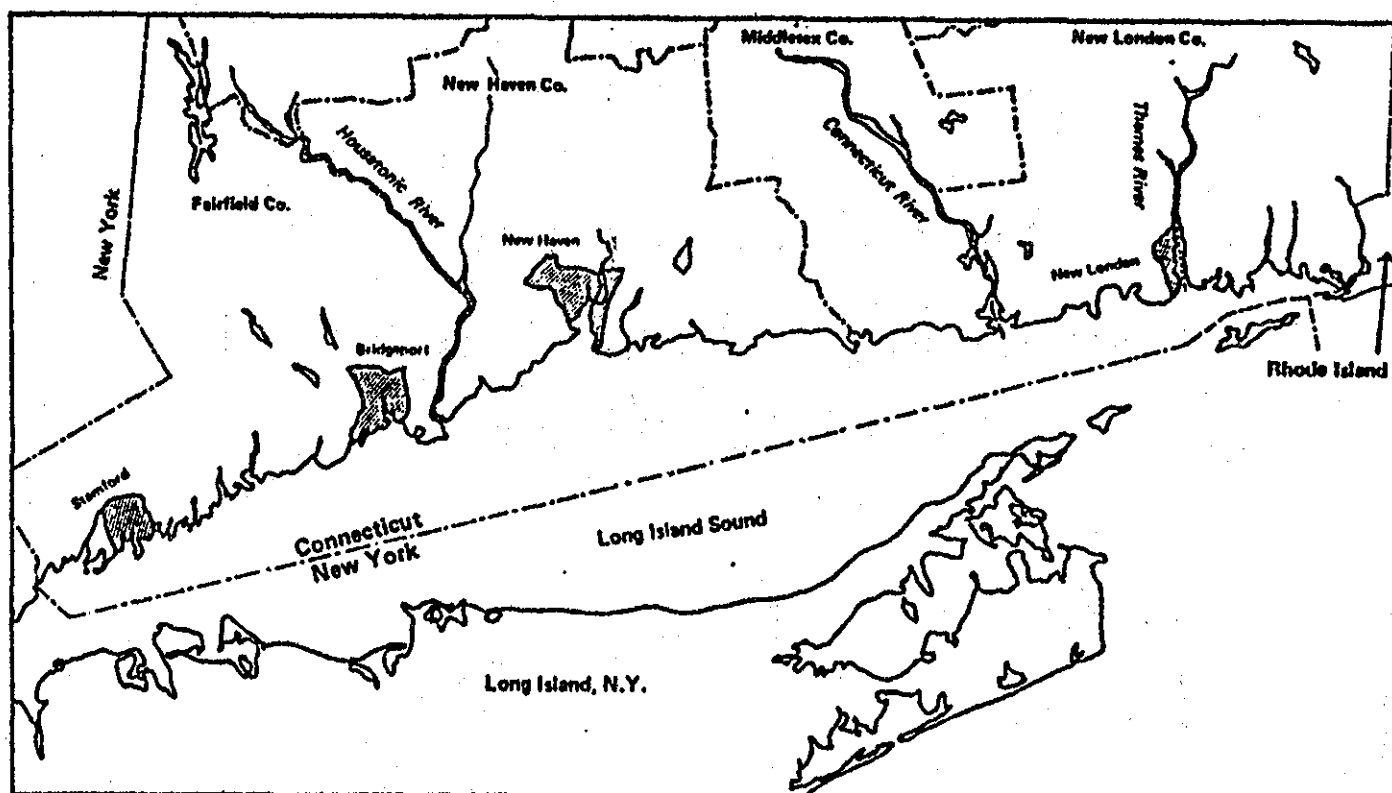 Middlesex Co.
New London Co.
New Haven Co.
Housatonic River
Connecticut River
Thames River
Fairfield Co.
New York
New Haven
New London
Bridgeport
Rhode Island
Stamford
Connecticut
New York
Long Island Sound
Long Island, N.Y.